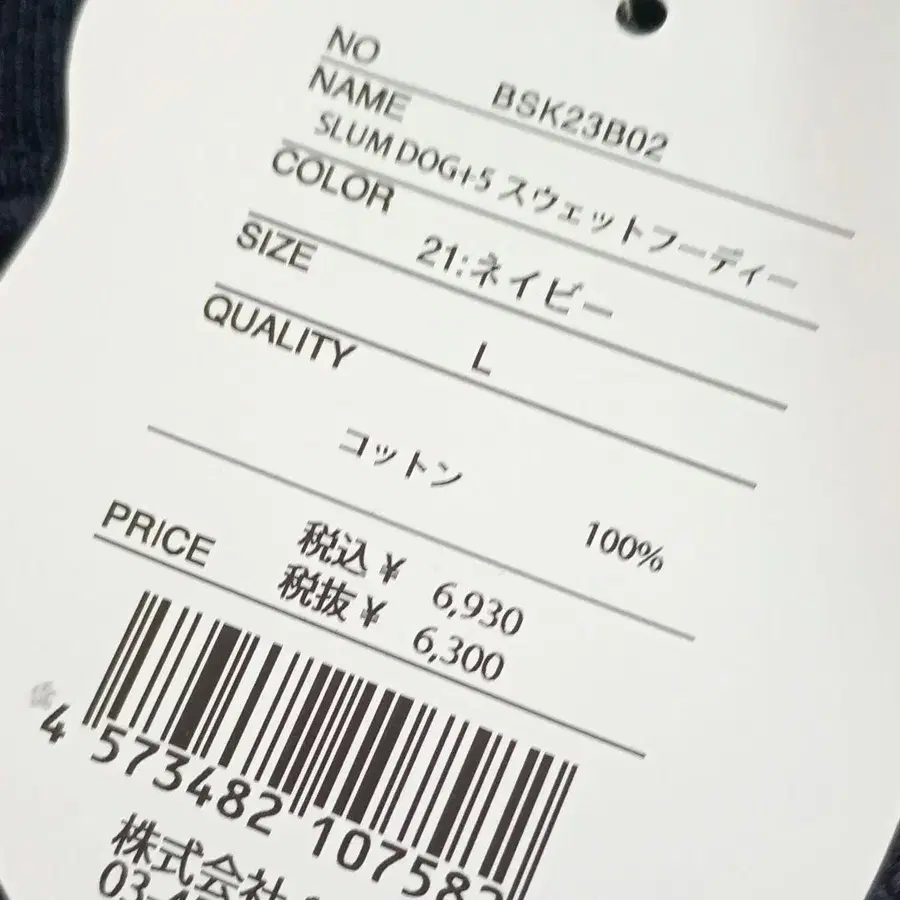 NO BSK23B02
NAME
SLUM DOG+5 スウェットフーディー
COLOR 21:ネイビー
SIZE L
QUALITY
コットン 100%
PRICE 税込¥ 6,930
税抜¥ 6,300
4 573482 107582
株式会社
03-4